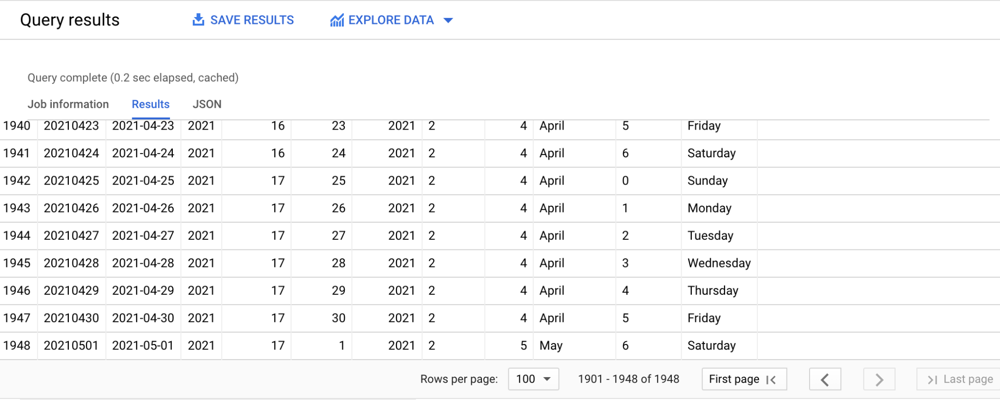 Query results SAVE RESULTS EXPLORE DATA
Query complete (0.2 sec elapsed, cached)
Job information Results JSON
1940 20210423 2021-04-23 2021 16 23 2021 2 4 April 5 Friday
1941 20210424 2021-04-24 2021 16 24 2021 2 4 April 6 Saturday
1942 20210425 2021-04-25 2021 17 25 2021 2 4 April 0 Sunday
1943 20210426 2021-04-26 2021 17 26 2021 2 4 April 1 Monday
1944 20210427 2021-04-27 2021 17 27 2021 2 4 April 2 Tuesday
1945 20210428 2021-04-28 2021 17 28 2021 2 4 April 3 Wednesday
1946 20210429 2021-04-29 2021 17 29 2021 2 4 April 4 Thursday
1947 20210430 2021-04-30 2021 17 30 2021 2 4 April 5 Friday
1948 20210501 2021-05-01 2021 17 1 2021 2 5 May 6 Saturday
Rows per page: 100 1901 - 1948 of 1948 First page Last page